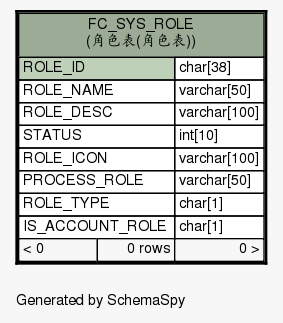 FC_SYS_ROLE
(角色表(角色表))
ROLE_ID char[38]
ROLE_NAME varchar[50]
ROLE_DESC varchar[100]
STATUS int[10]
ROLE_ICON varchar[100]
PROCESS_ROLE varchar[50]
ROLE_TYPE char[1]
IS_ACCOUNT_ROLE char[1]
< 0 0 rows 0 >
Generated by SchemaSpy